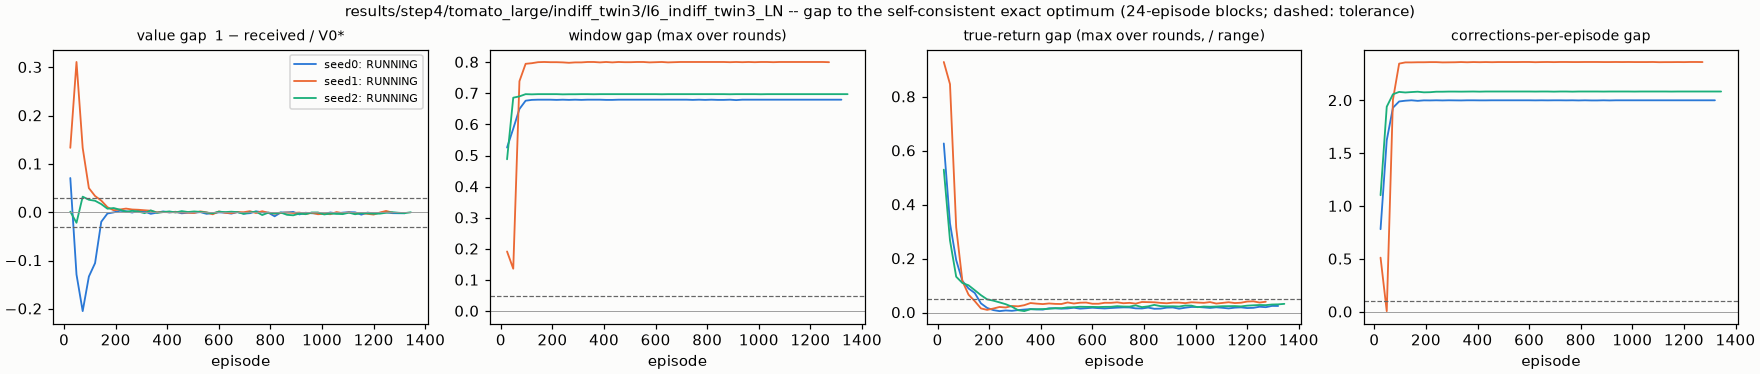 results/step4/tomato_large/indiff_twin3/I6_indiff_twin3_LN -- gap to the self-consistent exact optimum (24-episode blocks; dashed: tolerance)
value gap  1 − received / V0*
0.3
0.2
0.1
0.0
−0.1
−0.2
seed0: RUNNING
seed1: RUNNING
seed2: RUNNING
0 200 400 600 800 1000 1200 1400
episode
window gap (max over rounds)
0.8
0.7
0.6
0.5
0.4
0.3
0.2
0.1
0.0
0 200 400 600 800 1000 1200 1400
episode
true-return gap (max over rounds, / range)
0.8
0.6
0.4
0.2
0.0
0 200 400 600 800 1000 1200 1400
episode
corrections-per-episode gap
2.0
1.5
1.0
0.5
0.0
0 200 400 600 800 1000 1200 1400
episode